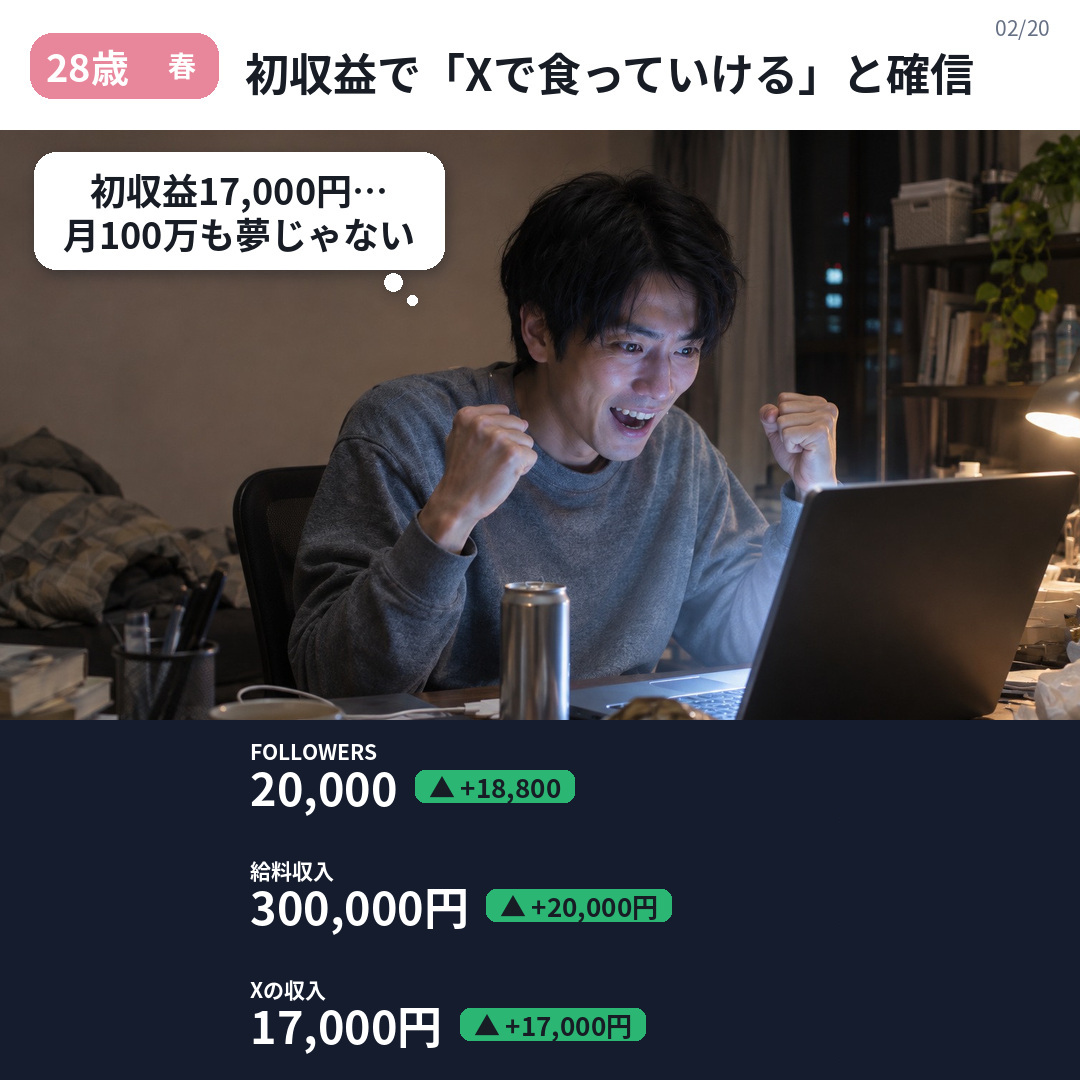 02/20
28歳 春
初収益で「Xで食っていける」と確信
初収益17,000円…
月100万も夢じゃない
FOLLOWERS
20,000 ▲+18,800
給料収入
300,000円 ▲+20,000円
Xの収入
17,000円 ▲+17,000円